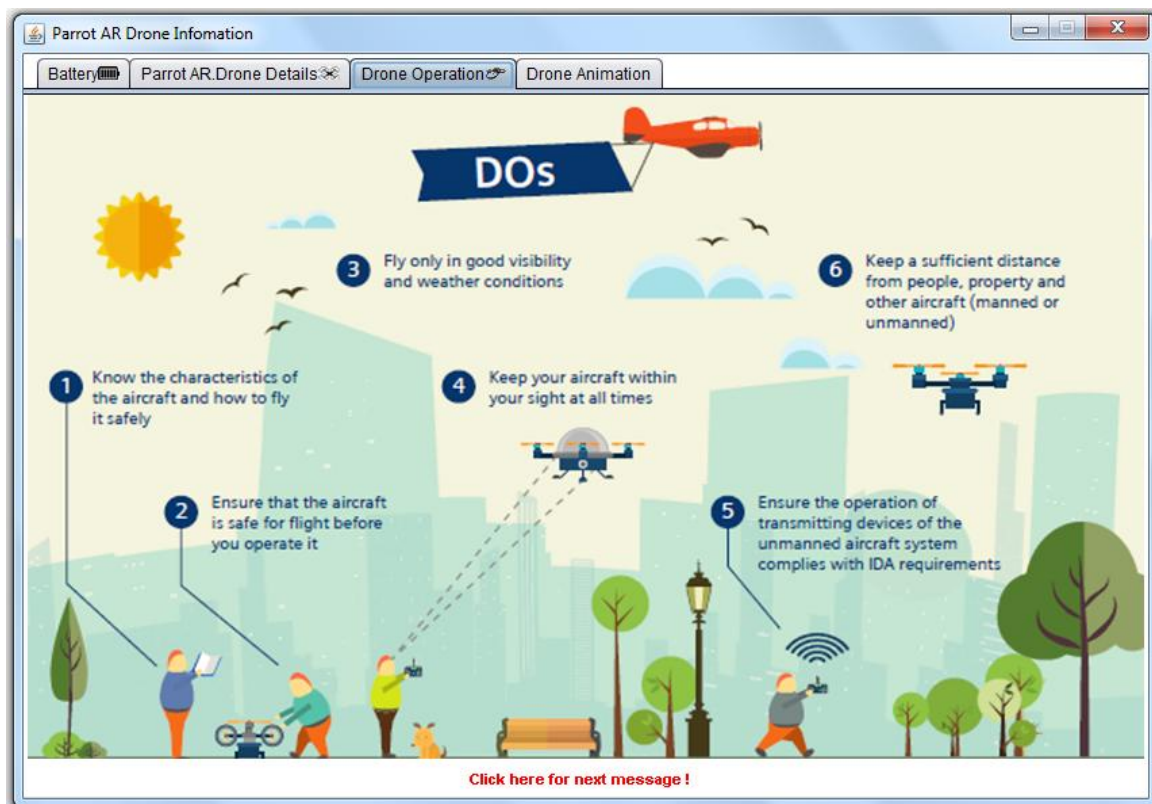 Parrot AR Drone Infomation
Battery
Parrot AR.Drone Details
Drone Operation
Drone Animation
DOs
1
Know the characteristics of
the aircraft and how to fly
it safely
2
Ensure that the aircraft
is safe for flight before
you operate it
3
Fly only in good visibility
and weather conditions
4
Keep your aircraft within
your sight at all times
5
Ensure the operation of
transmitting devices of the
unmanned aircraft system
complies with IDA requirements
6
Keep a sufficient distance
from people, property and
other aircraft (manned or
unmanned)
Click here for next message !